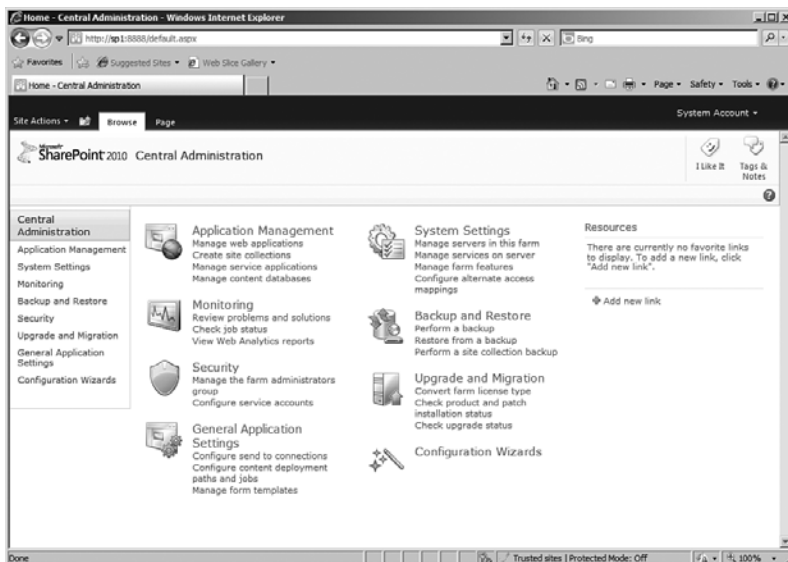 Home - Central Administration - Windows Internet Explorer
http://sp1:8888/default.aspx
Bing
Favorites
Suggested Sites
Web Slice Gallery
Home - Central Administration
Page
Safety
Tools
Site Actions
Browse
Page
System Account
Microsoft
SharePoint 2010
Central Administration
I Like It
Tags &
Notes
Central
Administration
Application Management
System Settings
Monitoring
Backup and Restore
Security
Upgrade and Migration
General Application
Settings
Configuration Wizards
Application Management
Manage web applications
Create site collections
Manage service applications
Manage content databases
Monitoring
Review problems and solutions
Check job status
View Web Analytics reports
Security
Manage the farm administrators
group
Configure service accounts
General Application
Settings
Configure send to connections
Configure content deployment
paths and jobs
Manage form templates
System Settings
Manage servers in this farm
Manage services on server
Manage farm features
Configure alternate access
mappings
Backup and Restore
Perform a backup
Restore from a backup
Perform a site collection backup
Upgrade and Migration
Convert farm license type
Check product and patch
installation status
Check upgrade status
Configuration Wizards
Resources
There are currently no favorite links
to display. To add a new link, click
"Add new link".
Add new link
Done
Trusted sites | Protected Mode: Off
100%